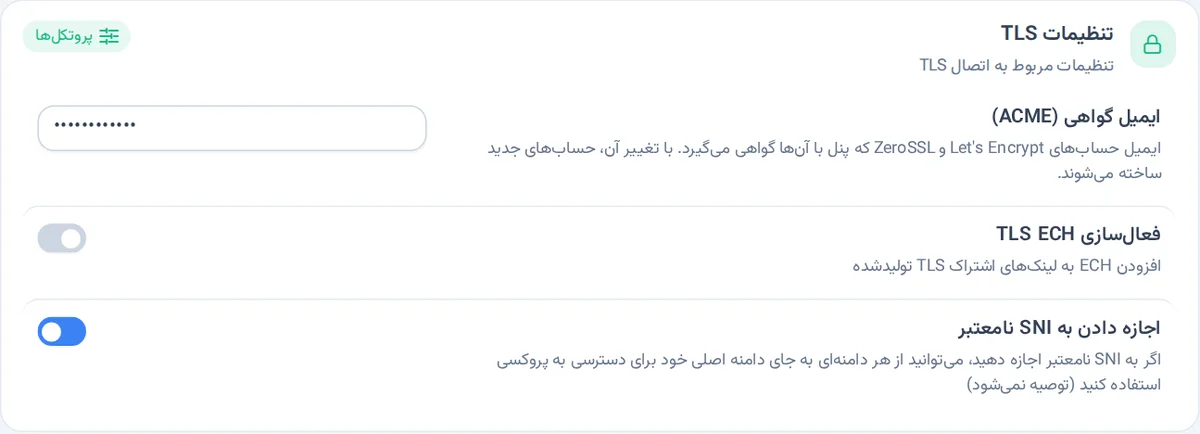 تنظیمات TLS
پروتکل‌ها
تنظیمات مربوط به اتصال TLS
ایمیل گواهی (ACME)
••••••••••••
ایمیل حساب‌های Let's Encrypt و ZeroSSL که پنل با آن‌ها گواهی می‌گیرد. با تغییر آن، حساب‌های جدید
ساخته می‌شوند.
فعال‌سازی TLS ECH
افزودن ECH به لینک‌های اشتراک TLS تولیدشده
اجازه دادن به SNI نامعتبر
اگر به SNI نامعتبر اجازه دهید، می‌توانید از هر دامنه‌ای به جای دامنه اصلی خود برای دسترسی به پروکسی
استفاده کنید (توصیه نمی‌شود)